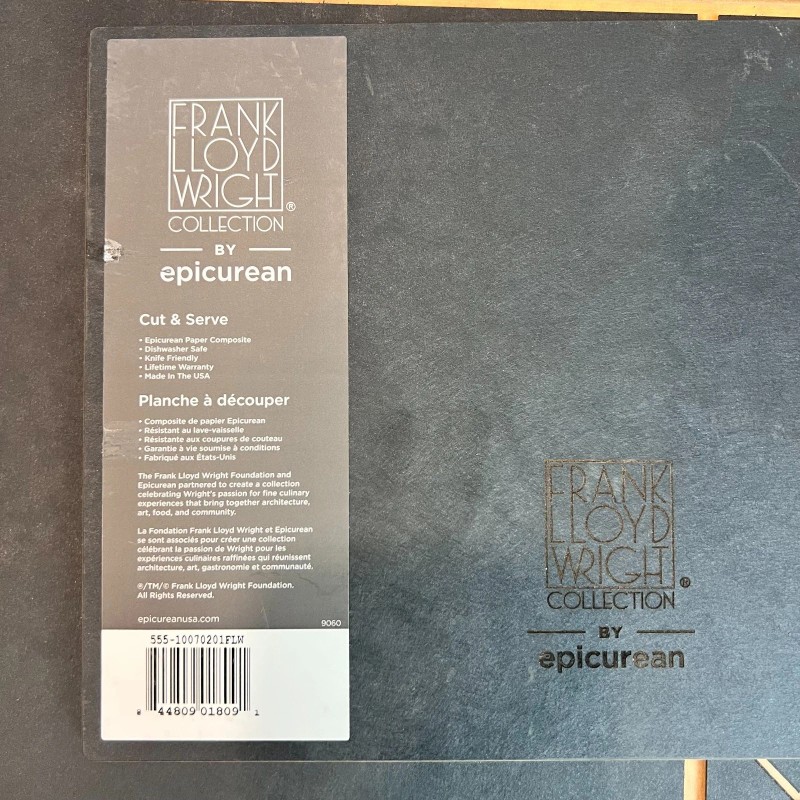 FRANK
LLOYD
WRIGHT®
COLLECTION
BY
epicurean
Cut & Serve
• Epicurean Paper Composite
• Dishwasher Safe
• Knife Friendly
• Lifetime Warranty
• Made In The USA
Planche à découper
• Composite de papier Epicurean
• Résistant au lave-vaisselle
• Résistante aux coupures de couteau
• Garantie à vie soumise à conditions
• Fabriqué aux États-Unis
The Frank Lloyd Wright Foundation and
Epicurean partnered to create a collection
celebrating Wright's passion for fine culinary
experiences that bring together architecture,
art, food, and community.
La Fondation Frank Lloyd Wright et Epicurean
se sont associés pour créer une collection
célébrant la passion de Wright pour les
expériences culinaires raffinées qui réunissent
architecture, art, gastronomie et communauté.
®/TM/© Frank Lloyd Wright Foundation.
All Rights Reserved.
epicureanusa.com 9060
555-10070201FLW
44809 01809 1
FRANK
LLOYD
WRIGHT®
COLLECTION
BY
epicurean